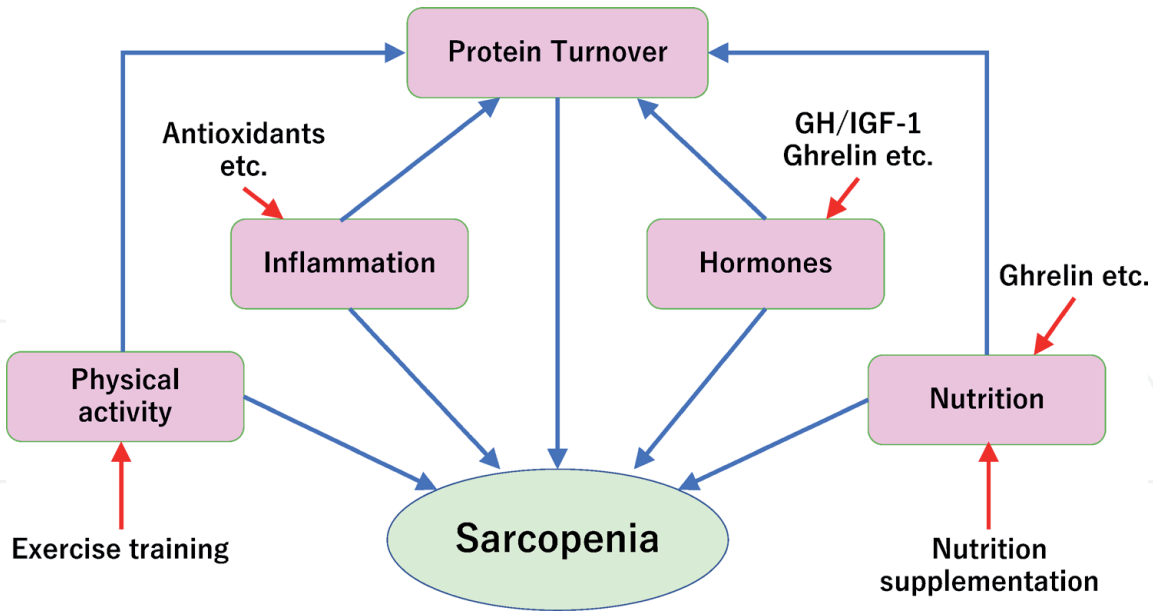 Protein Turnover
Antioxidants
etc.
GH/IGF-1
Ghrelin etc.
Inflammation
Hormones
Ghrelin etc.
Physical
activity
Nutrition
Sarcopenia
Exercise training
Nutrition
supplementation